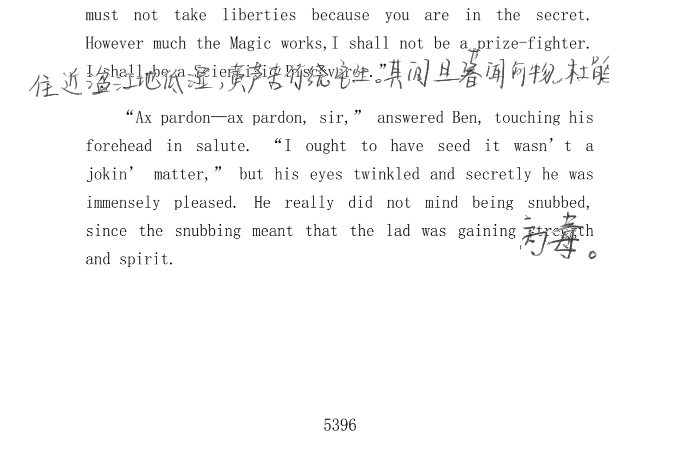 must not take liberties because you are in the secret.
However much the Magic works,I shall not be a prize-fighter.
I shall be a Scientific Discoverer.”
住近湓江地低湿，黄芦苦竹绕宅生。其间旦暮闻何物，杜鹃
“Ax pardon—ax pardon, sir,” answered Ben, touching his
forehead in salute. “I ought to have seed it wasn’t a
jokin’ matter,” but his eyes twinkled and secretly he was
immensely pleased. He really did not mind being snubbed,
since the snubbing meant that the lad was gaining strength
and spirit.
5396